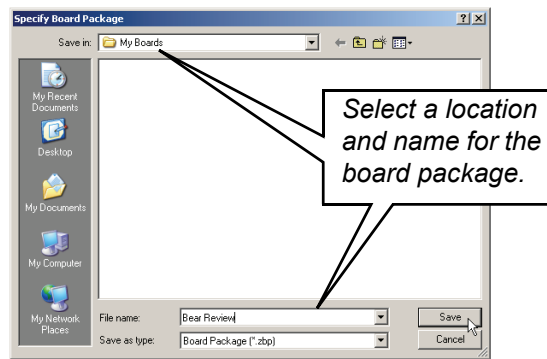 Specify Board Package
Save in:
My Boards
My Recent
Documents
Desktop
My Documents
My Computer
My Network
Places
Select a location
and name for the
board package.
File name:
Bear Review
Save
Save as type:
Board Package (*.zbp)
Cancel